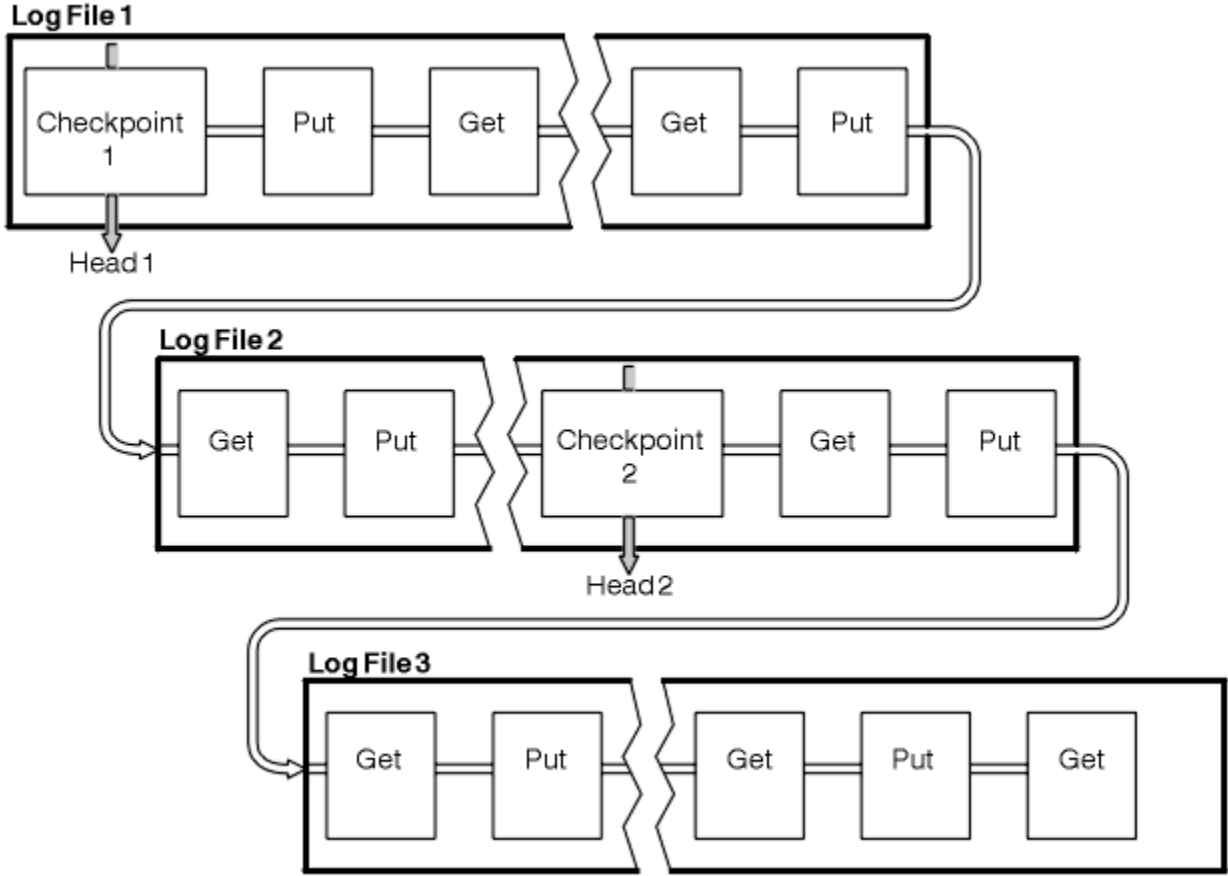 Log File 1
Checkpoint
1
Put
Get
Get
Put
Head 1
Log File 2
Get
Put
Checkpoint
2
Get
Put
Head 2
Log File 3
Get
Put
Get
Put
Get